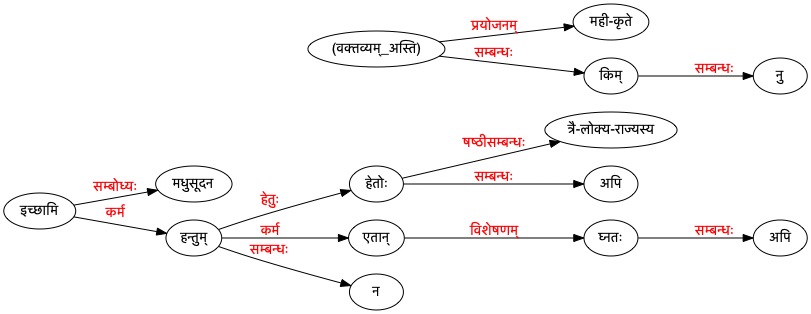 प्रयोजनम्
मही-कृते
(वक्तव्यम्_अस्ति)
सम्बन्धः
किम्
सम्बन्धः
नु
त्रै-लोक्य-राज्यस्य
षष्ठीसम्बन्धः
सम्बोध्यः
मधुसूदन
हेतुः
हेतोः
सम्बन्धः
अपि
इच्छामि
कर्म
हन्तुम्
कर्म
एतान्
विशेषणम्
घ्नतः
सम्बन्धः
अपि
सम्बन्धः
न